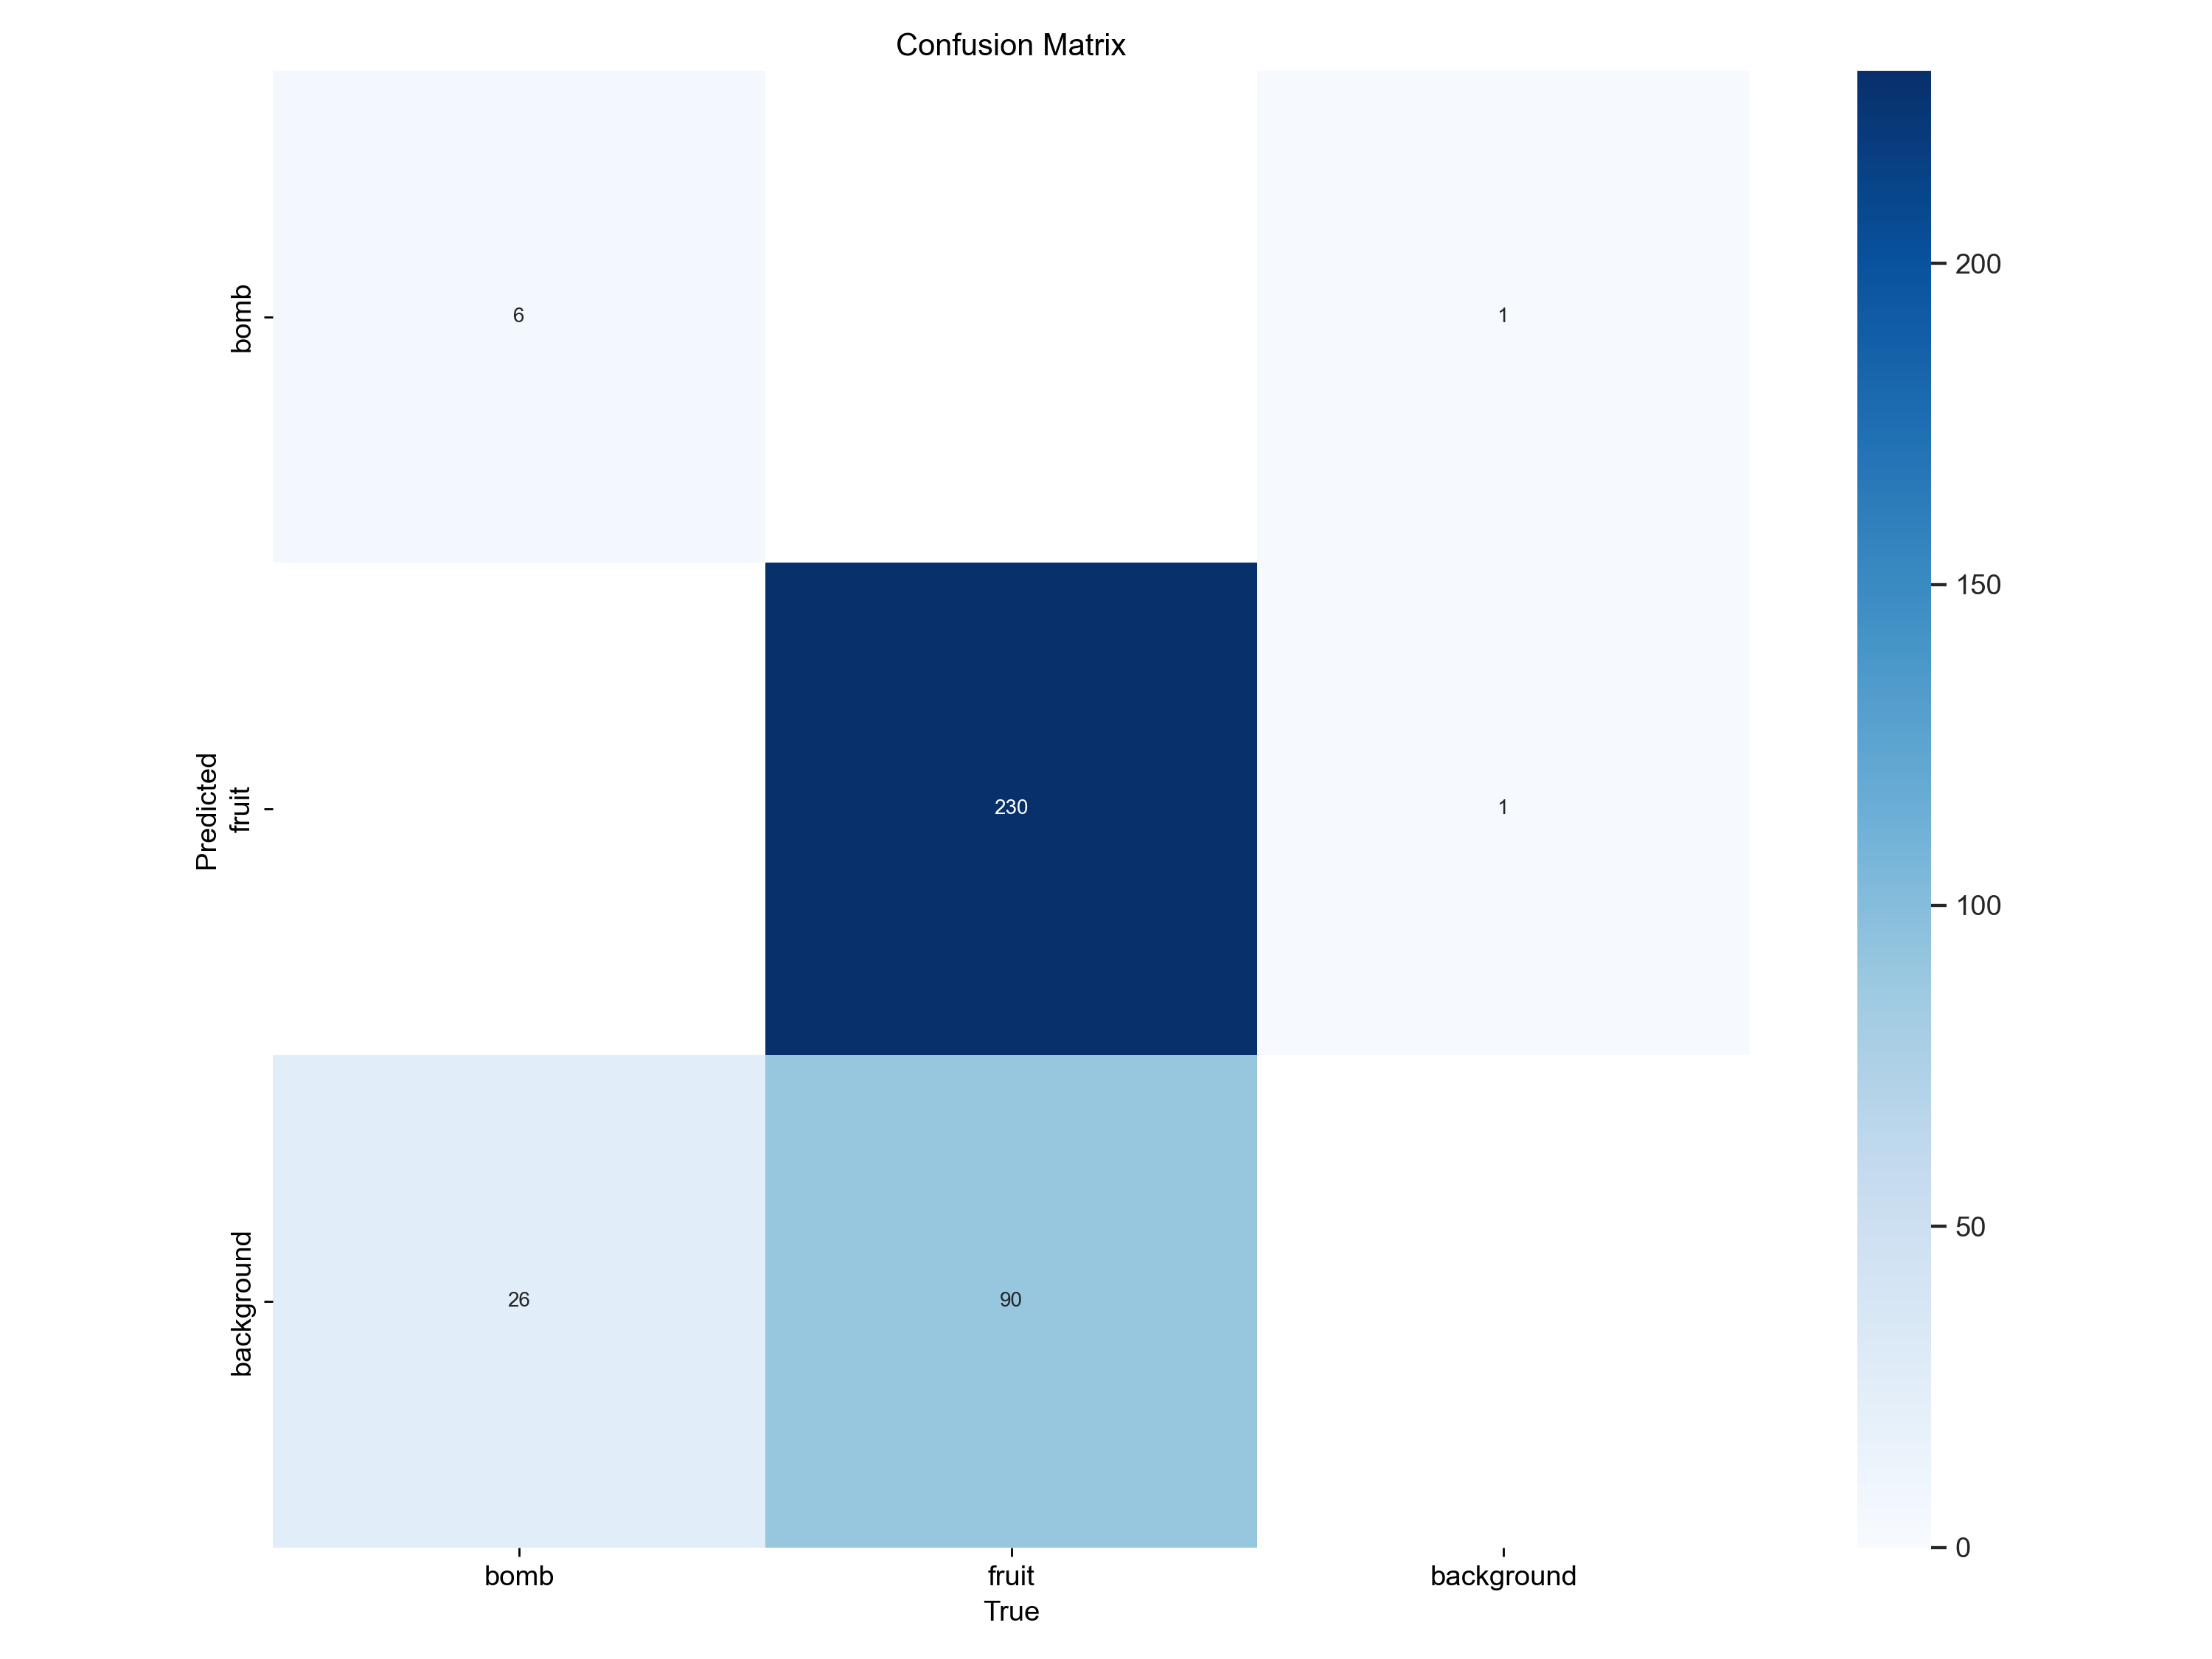 Confusion Matrix
bomb
6
1
200
150
Predicted
fruit
230
1
100
background
26
90
50
0
bomb
fruit
background
True